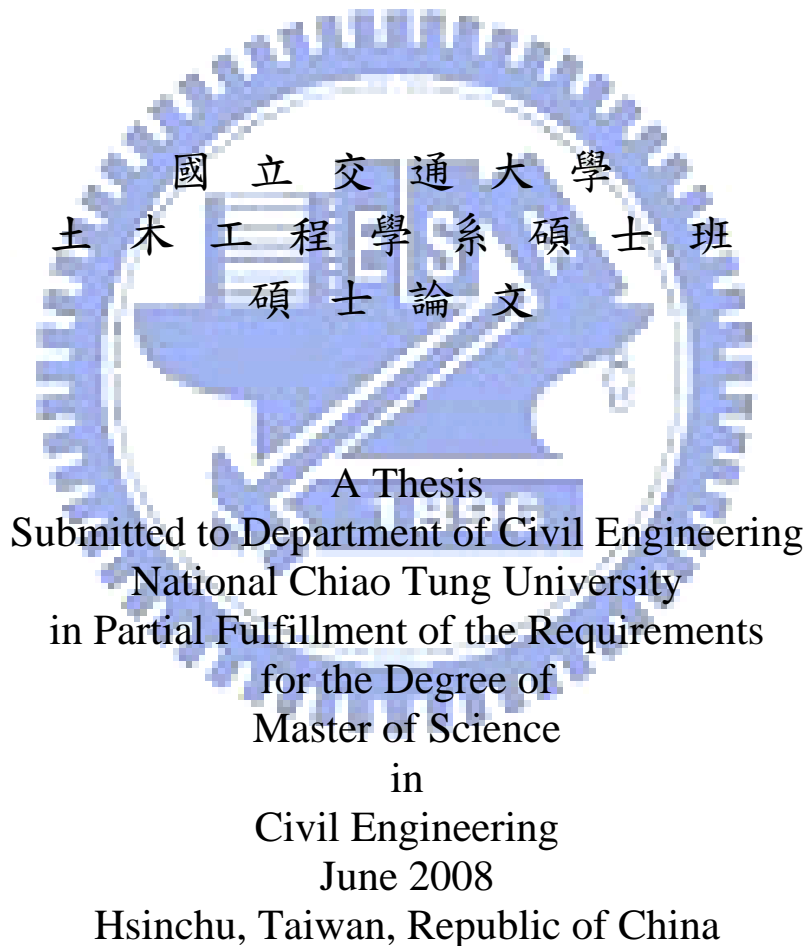 國立交通大學
土木工程學系碩士班
碩士論文
A Thesis
Submitted to Department of Civil Engineering
National Chiao Tung University
in Partial Fulfillment of the Requirements
for the Degree of
Master of Science
in
Civil Engineering
June 2008
Hsinchu, Taiwan, Republic of China